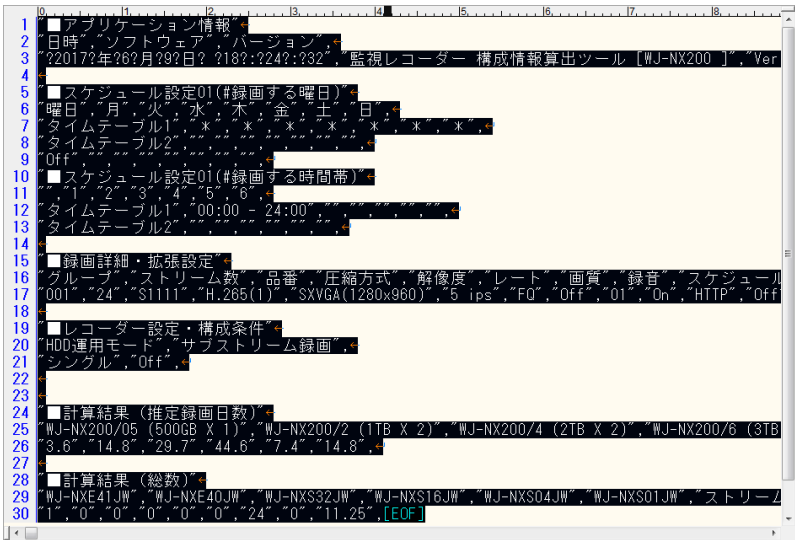 0 1 2 3 4 5 6 7 8
1 "■アプリケーション情報"
2 "日時","ソフトウェア","バージョン",
3 "?2017?年?6?月?99?日? ?18?:?24?:?32","監視レコーダー 構成情報算出ツール [WJ-NX200 ]","Ver
4
5 "■スケジュール設定01(#録画する曜日)"
6 "曜日","月","火","水","木","金","土","日",
7 "タイムテーブル1","*","*","*","*","*","*","*",
8 "タイムテーブル2","","","","","","","",
9 "Off","","","","","","","",
10 "■スケジュール設定01(#録画する時間帯)"
11 "","1","2","3","4","5","6",
12 "タイムテーブル1","00:00 - 24:00","","","","","",
13 "タイムテーブル2","","","","","","",
14
15 "■録画詳細・拡張設定"
16 "グループ","ストリーム数","品番","圧縮方式","解像度","レート","画質","録音","スケジュール
17 "001","24","S1111","H.265(1)","SXVGA(1280x960)","5 ips","FQ","Off","01","On","HTTP","Off
18
19 "■レコーダー設定・構成条件"
20 "HDD運用モード","サブストリーム録画",
21 "シングル","Off",
22
23
24 "■計算結果 (推定録画日数)"
25 "WJ-NX200/05 (500GB X 1)","WJ-NX200/2 (1TB X 2)","WJ-NX200/4 (2TB X 2)","WJ-NX200/6 (3TB
26 "3.6","14.8","29.7","44.6","7.4","14.8",
27
28 "■計算結果 (総数)"
29 "WJ-NXE41JW","WJ-NXE40JW","WJ-NXS32JW","WJ-NXS16JW","WJ-NXS04JW","WJ-NXS01JW","ストリーム
30 "1","0","0","0","0","0","24","0","11.25",[EOF]